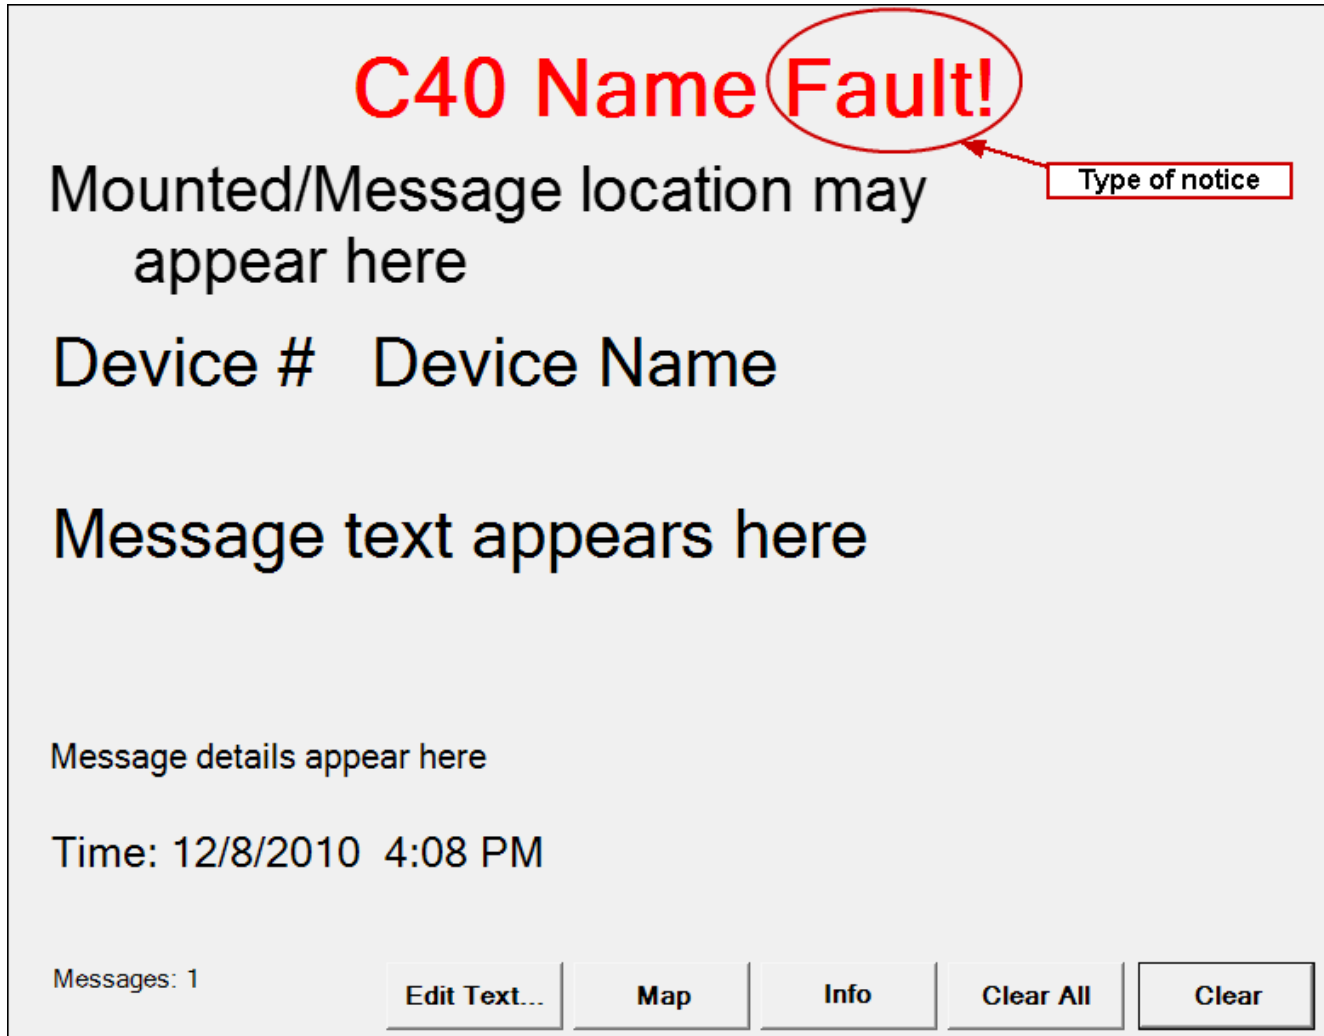 C40 Name Fault!
Type of notice
Mounted/Message location may
appear here
Device # Device Name
Message text appears here
Message details appear here
Time: 12/8/2010 4:08 PM
Messages: 1
Edit Text...
Map
Info
Clear All
Clear